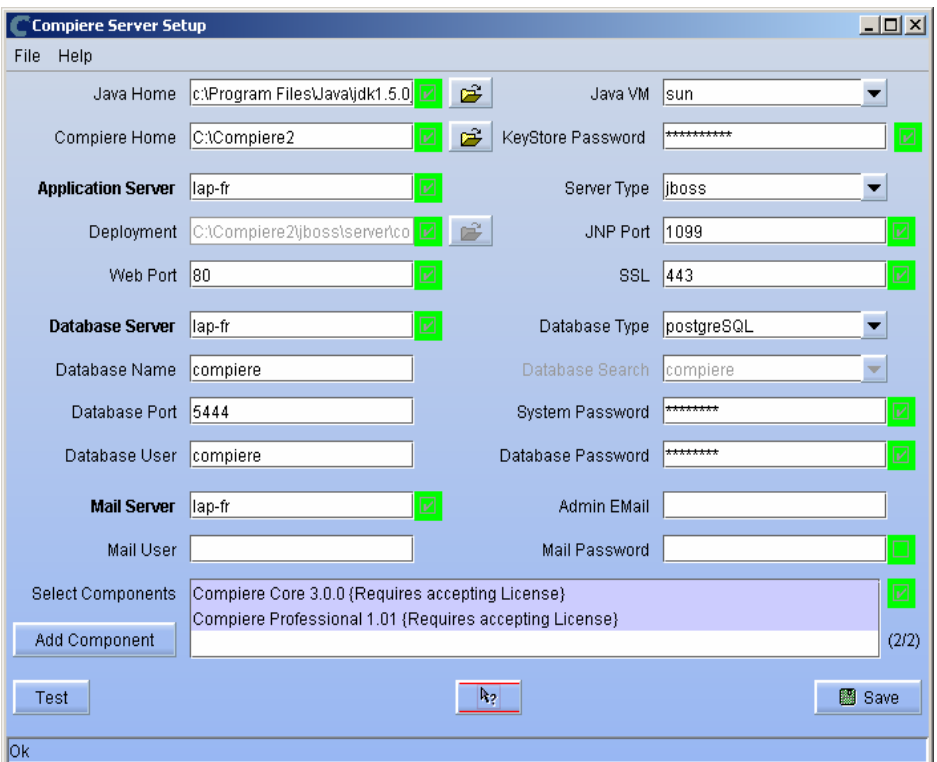 Compiere Server Setup
File Help
Java Home c:\Program Files\Java\jdk1.5.0 Java VM sun
Compiere Home C:\Compiere2 KeyStore Password **********
Application Server lap-fr Server Type jboss
Deployment C:\Compiere2\jboss\server\co JNP Port 1099
Web Port 80 SSL 443
Database Server lap-fr Database Type postgreSQL
Database Name compiere Database Search compiere
Database Port 5444 System Password ********
Database User compiere Database Password ********
Mail Server lap-fr Admin EMail
Mail User Mail Password
Select Components Compiere Core 3.0.0 {Requires accepting License}
Compiere Professional 1.01 {Requires accepting License}
Add Component (2/2)
Test Save
Ok